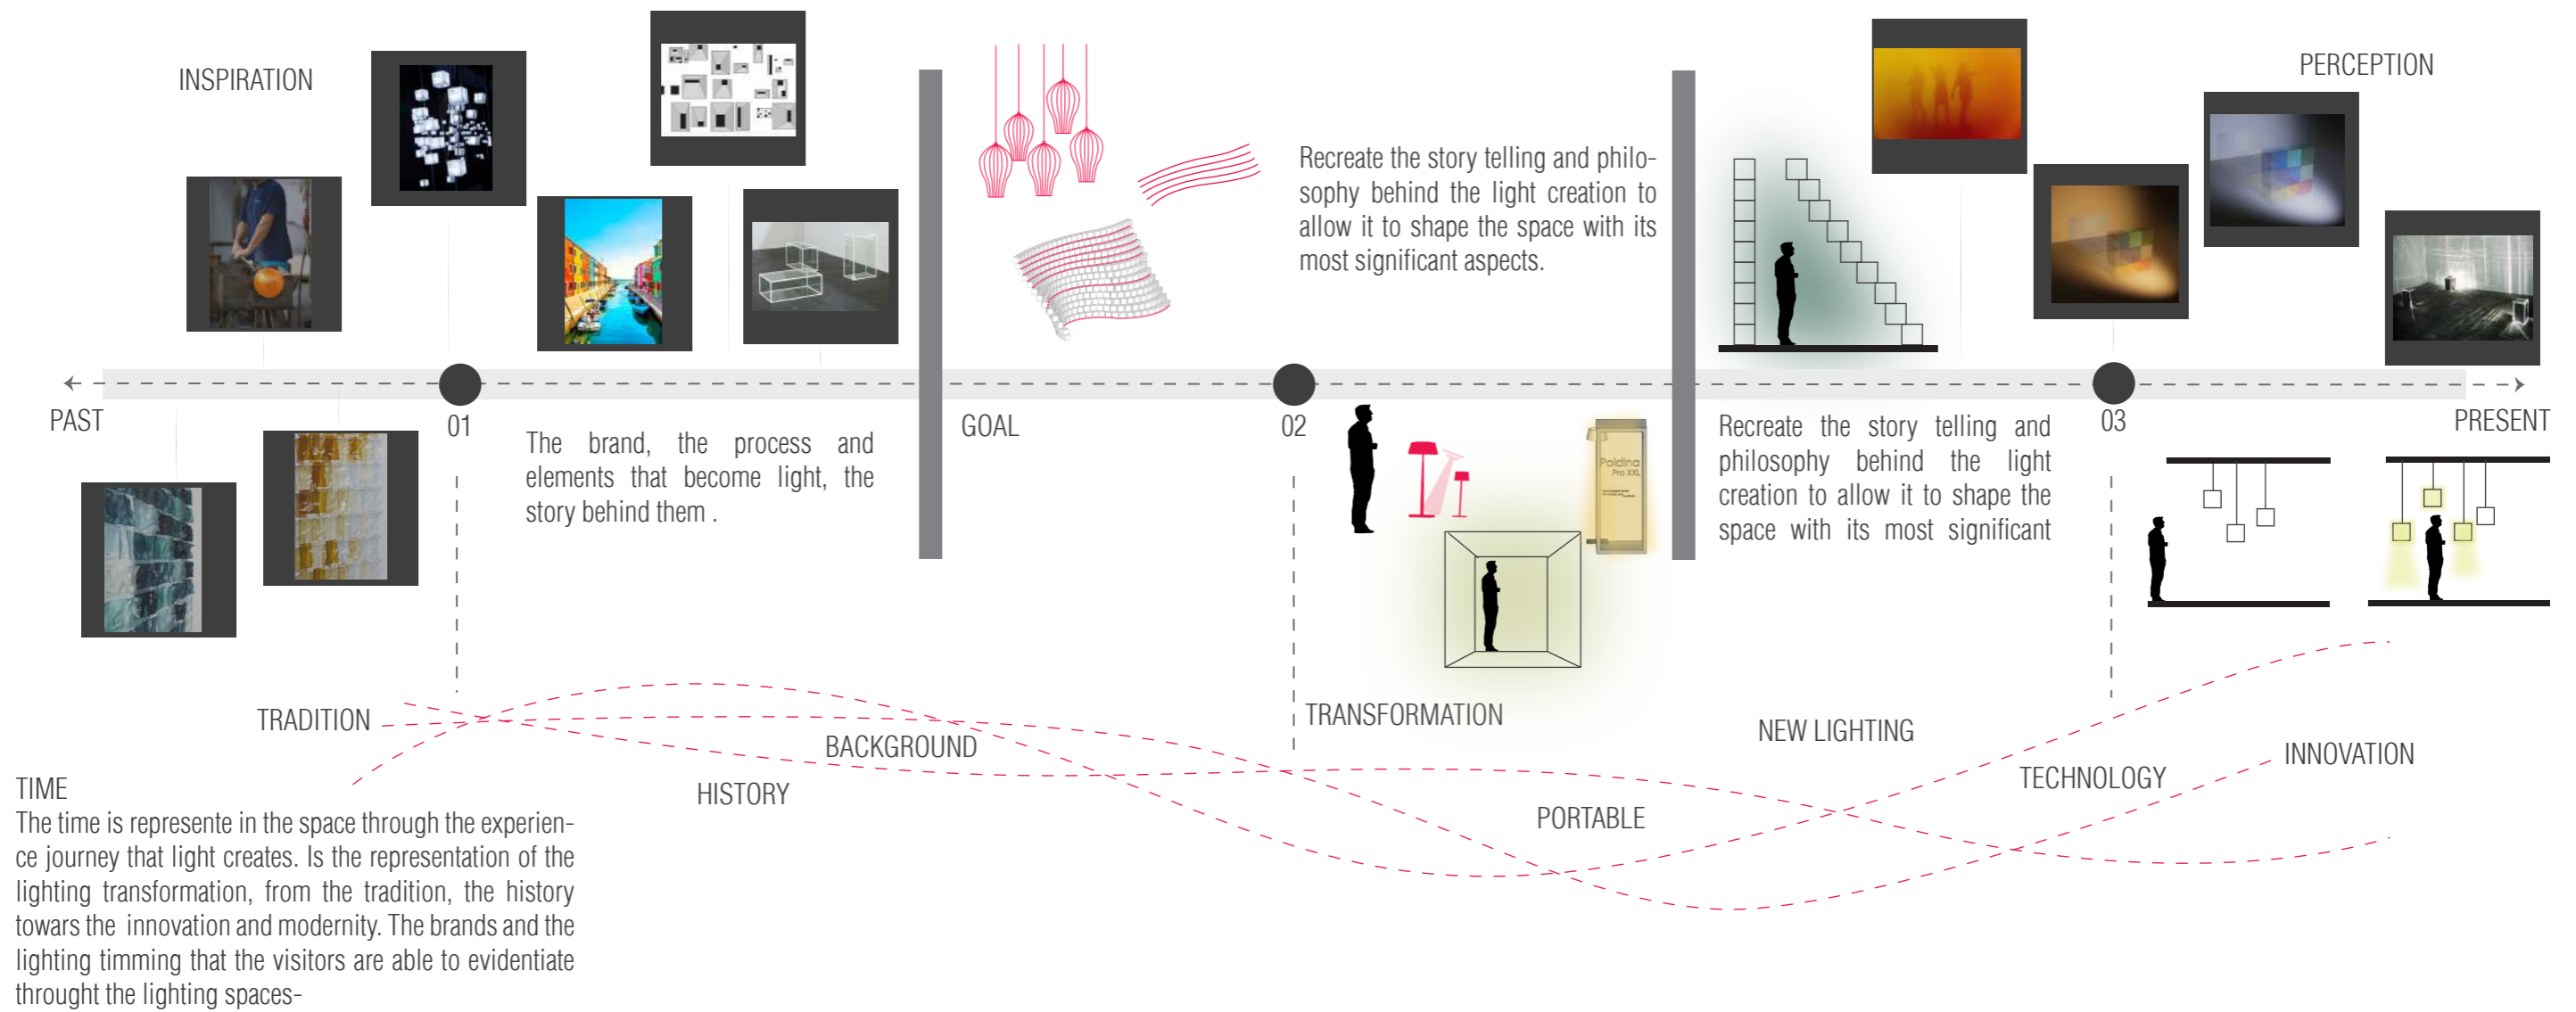 INSPIRATION
PERCEPTION
Recreate the story telling and philo-
sophy behind the light creation to
allow it to shape the space with its
most significant aspects.
PAST
01
GOAL
02
03
PRESENT
The brand, the process and
elements that become light, the
story behind them .
Poldina
Pro XXL
Recreate the story telling and
philosophy behind the light
creation to allow it to shape the
space with its most significant
TRADITION
BACKGROUND
HISTORY
TRANSFORMATION
PORTABLE
NEW LIGHTING
TECHNOLOGY
INNOVATION
TIME
The time is represente in the space through the experien-
ce journey that light creates. Is the representation of the
lighting transformation, from the tradition, the history
towars the innovation and modernity. The brands and the
lighting timming that the visitors are able to evidentiate
throught the lighting spaces-